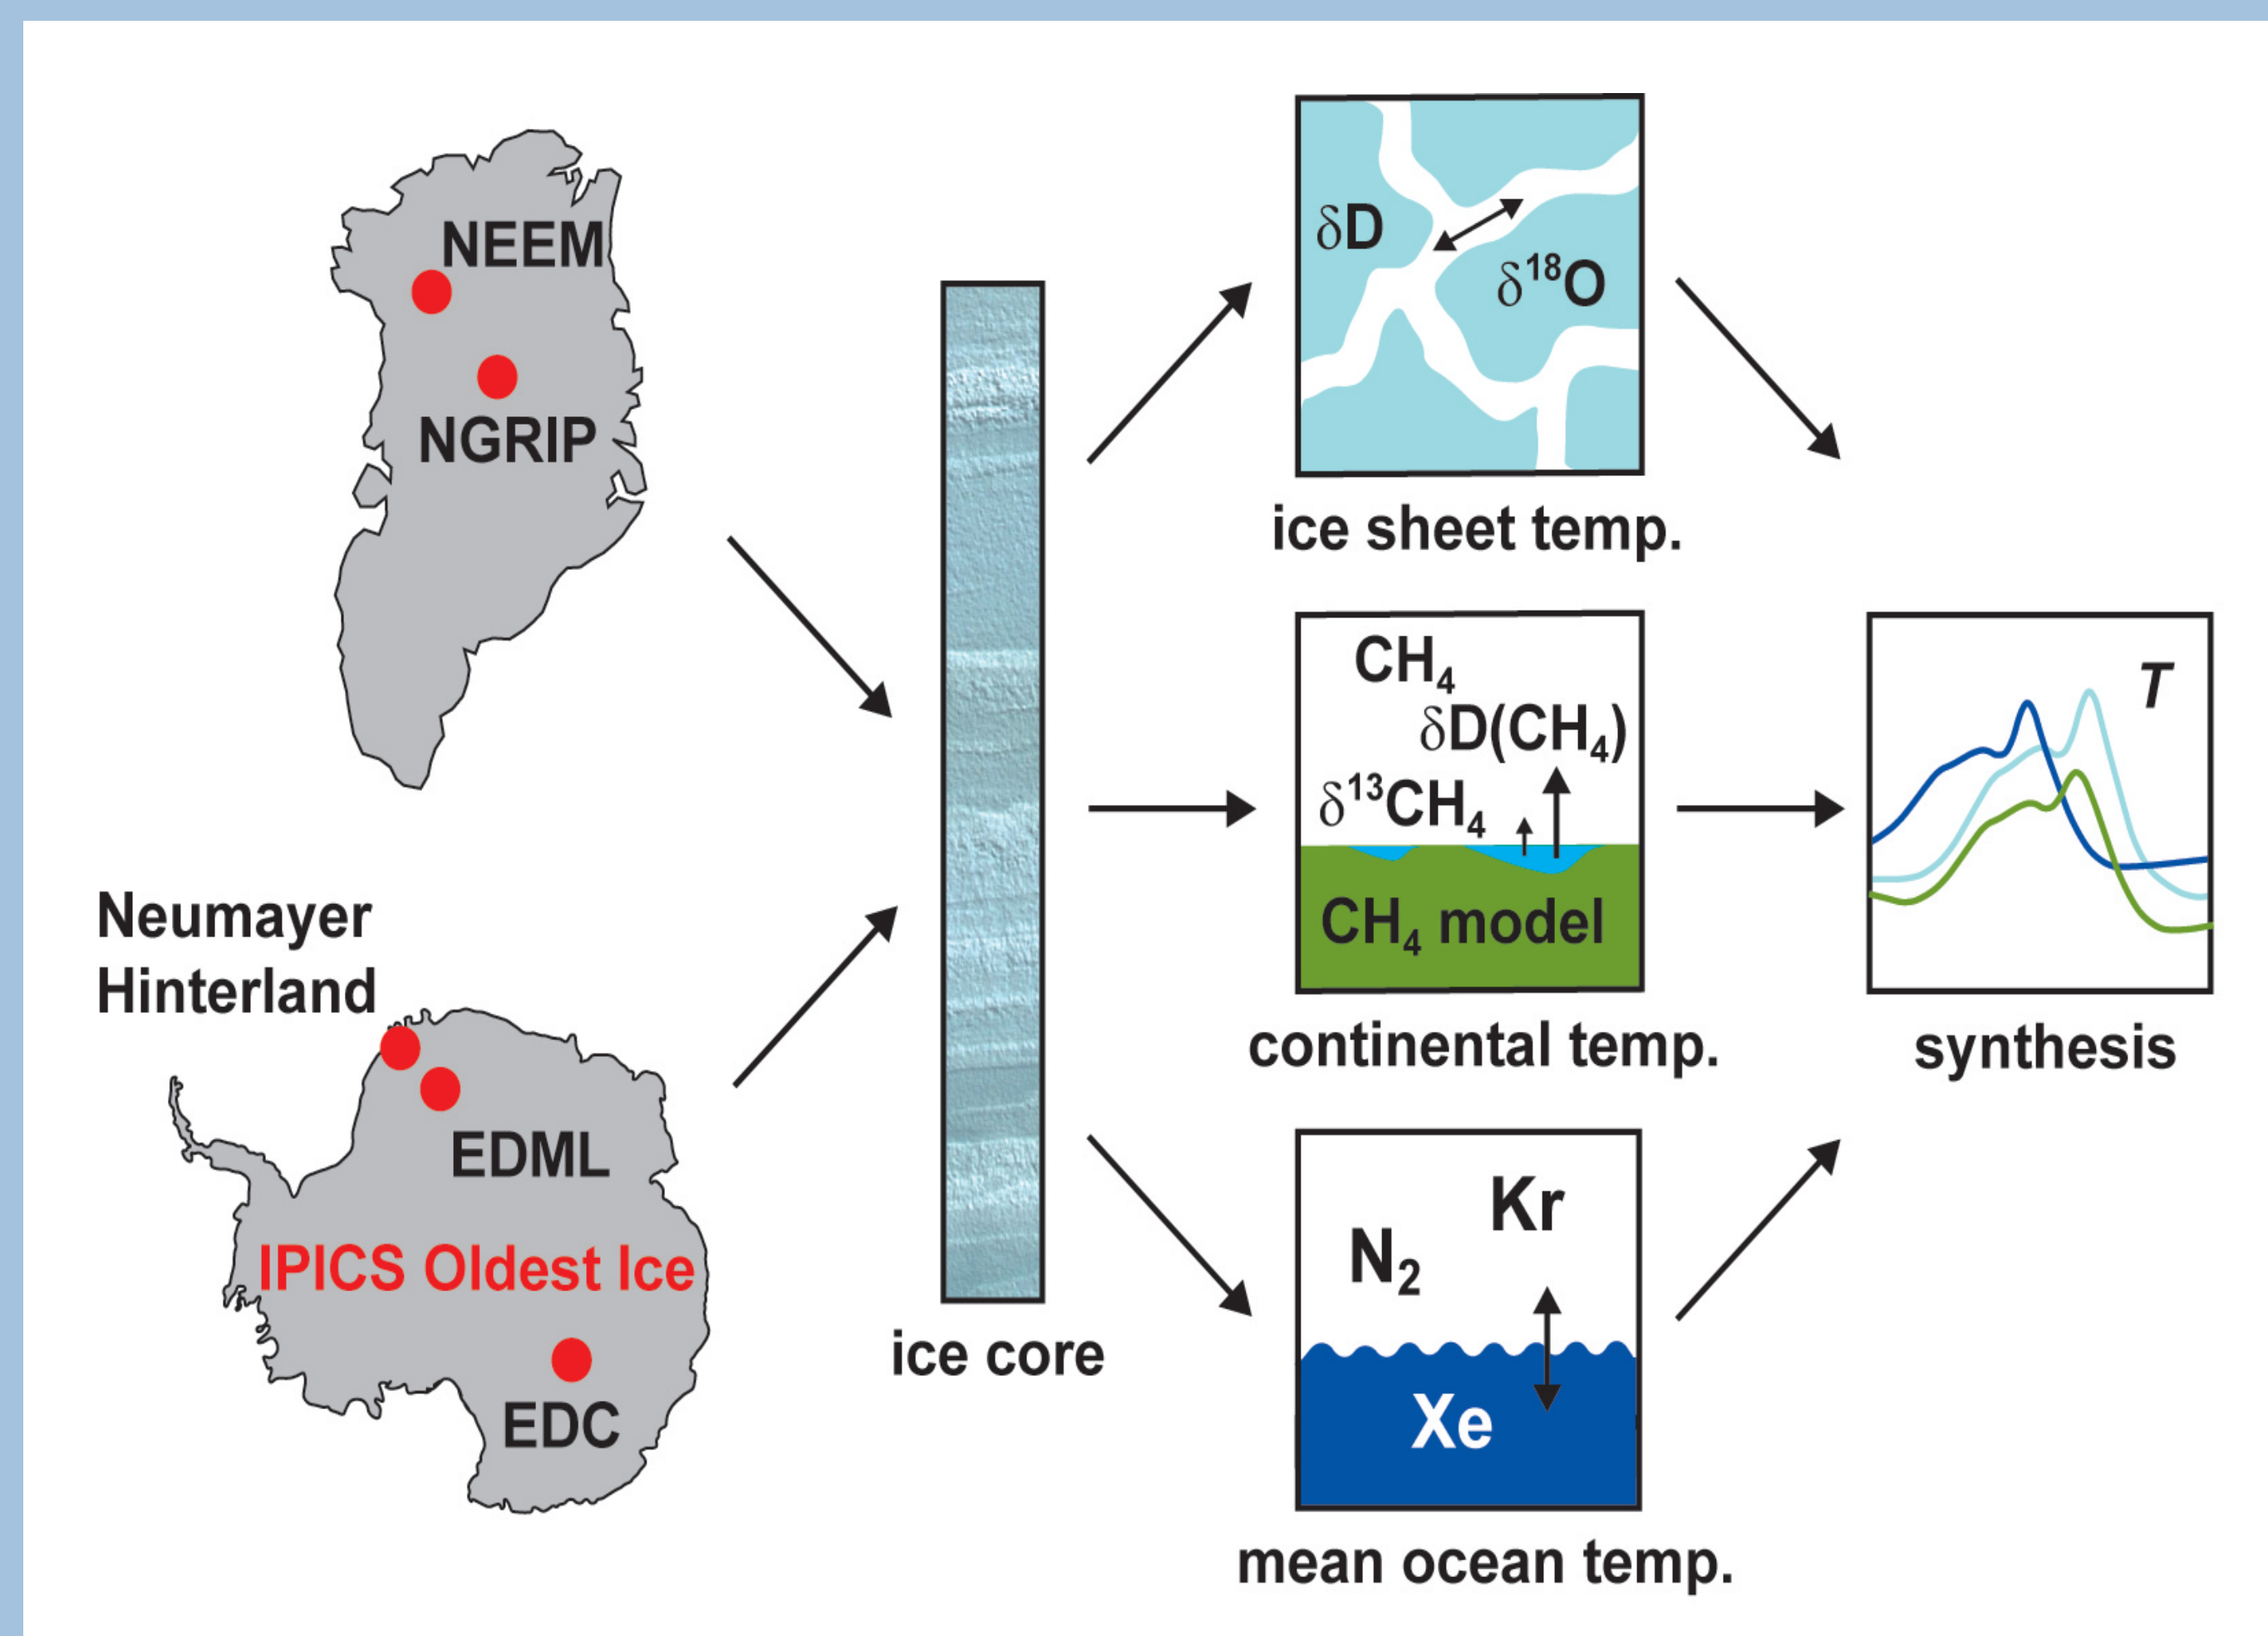 NEEM
NGRIP
Neumayer
Hinterland
EDML
IPICS Oldest Ice
EDC
ice core
δD
δ¹⁸O
ice sheet temp.
CH₄
δD(CH₄)
δ¹³CH₄
CH₄ model
continental temp.
Kr
N₂
Xe
mean ocean temp.
T
synthesis